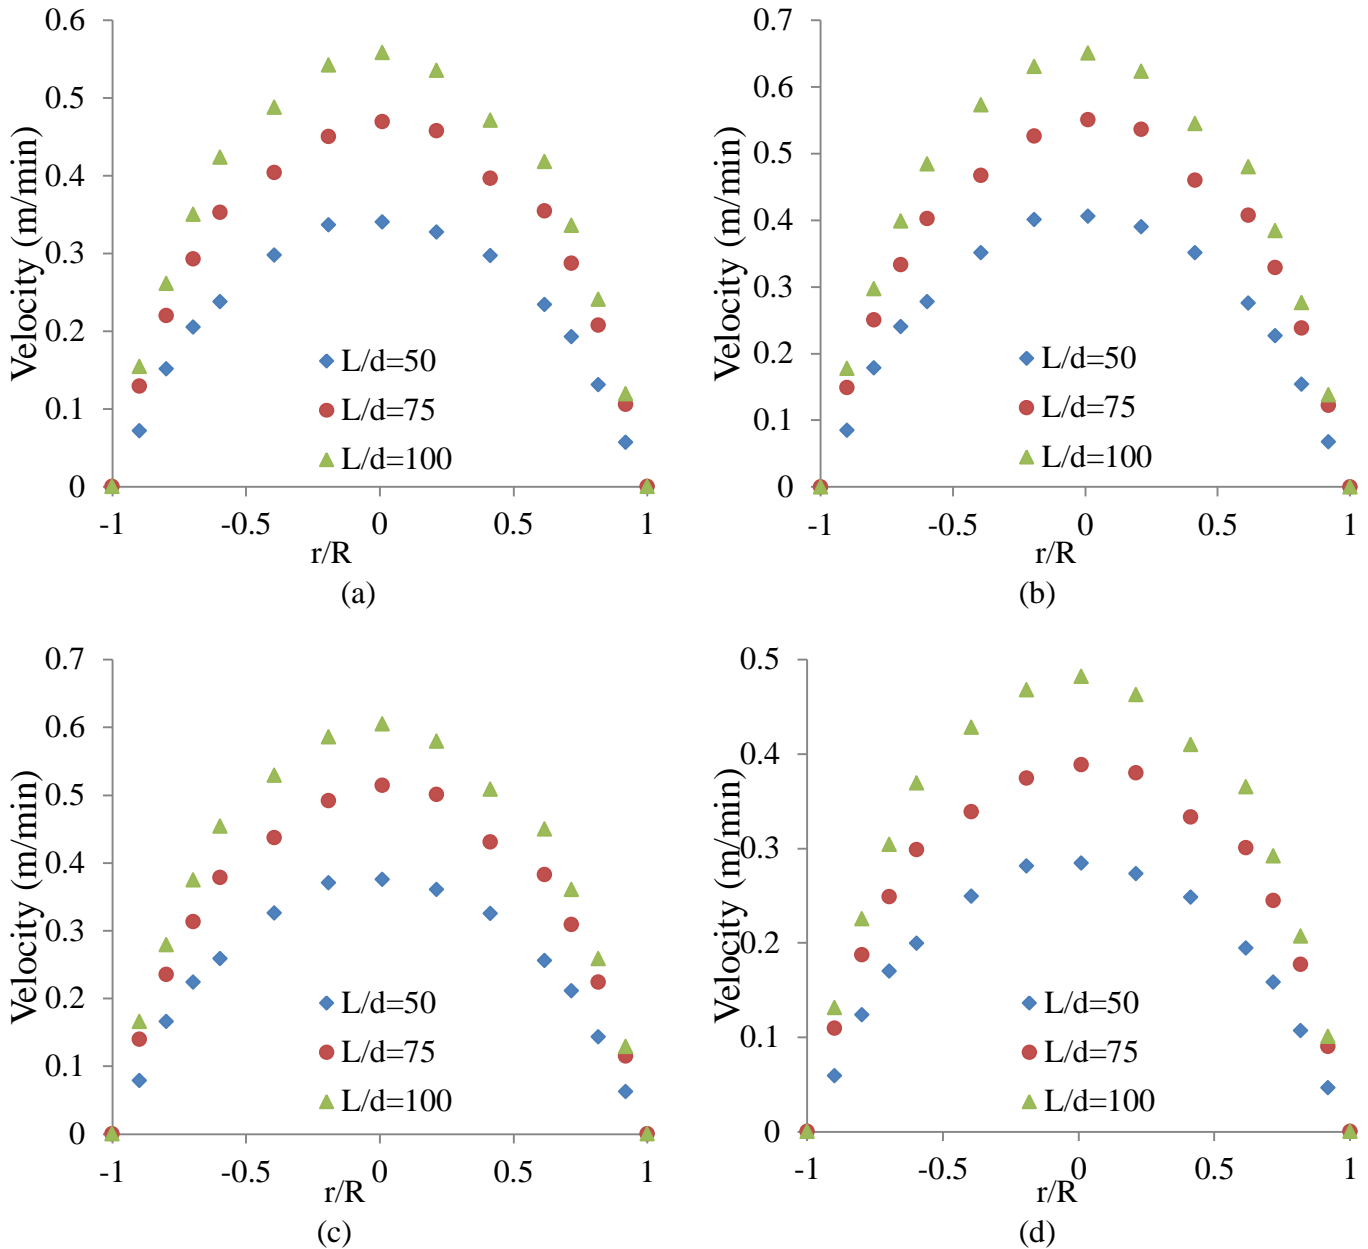 0.6
0.5
0.4
0.3
0.2
0.1
0
Velocity (m/min)
L/d=50
L/d=75
L/d=100
-1 -0.5 0 0.5 1
r/R
(a)
0.7
0.6
0.5
0.4
0.3
0.2
0.1
0
Velocity (m/min)
L/d=50
L/d=75
L/d=100
-1 -0.5 0 0.5 1
r/R
(b)
0.7
0.6
0.5
0.4
0.3
0.2
0.1
0
Velocity (m/min)
L/d=50
L/d=75
L/d=100
-1 -0.5 0 0.5 1
r/R
(c)
0.5
0.4
0.3
0.2
0.1
0
Velocity (m/min)
L/d=50
L/d=75
L/d=100
-1 -0.5 0 0.5 1
r/R
(d)